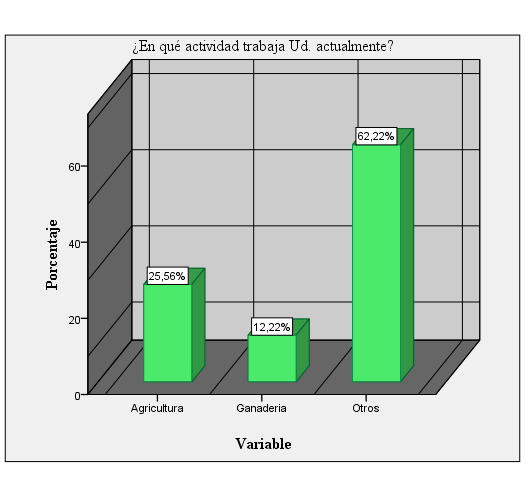 ¿En qué actividad trabaja Ud. actualmente?
62,22%
60
Porcentaje
40
25,56%
20
12,22%
0
Agricultura Ganaderia Otros
Variable